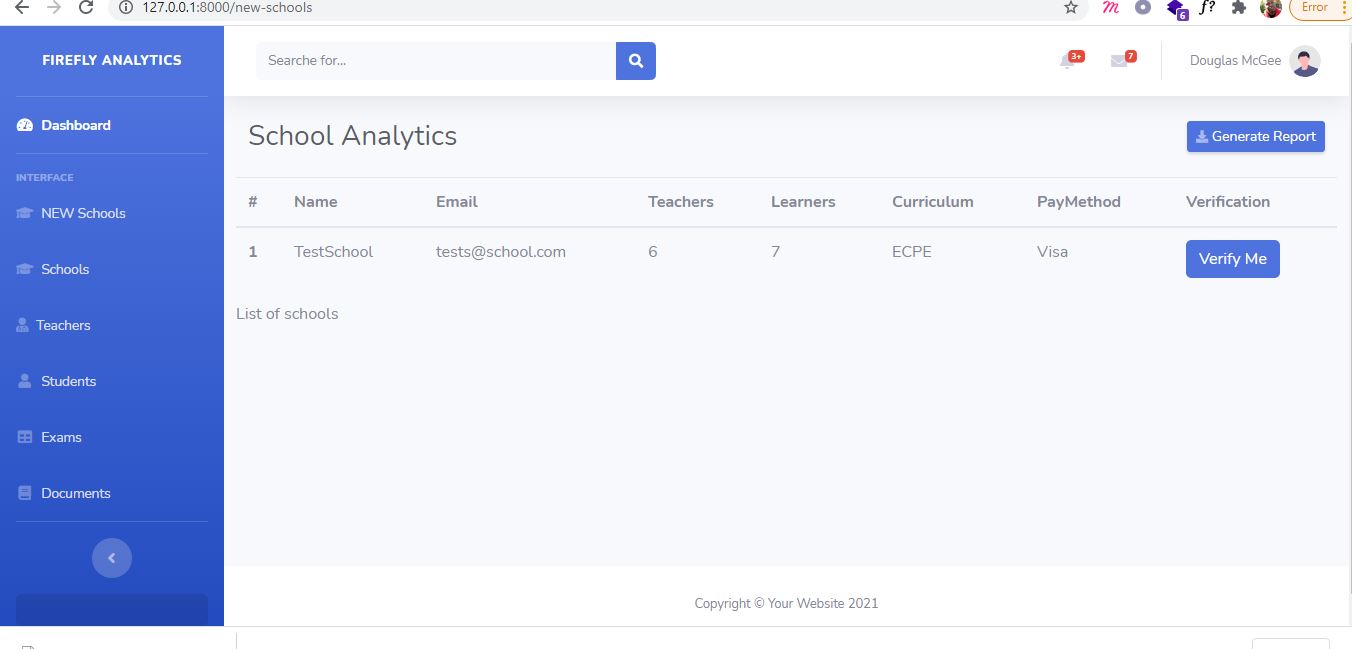 127.0.0.1:8000/new-schools
6
f?
Error
FIREFLY ANALYTICS
Searche for...
3+
7
Douglas McGee
Dashboard
INTERFACE
NEW Schools
Schools
Teachers
Students
Exams
Documents
School Analytics
Generate Report
# Name Email Teachers Learners Curriculum PayMethod Verification
1 TestSchool tests@school.com 6 7 ECPE Visa Verify Me
List of schools
Copyright © Your Website 2021